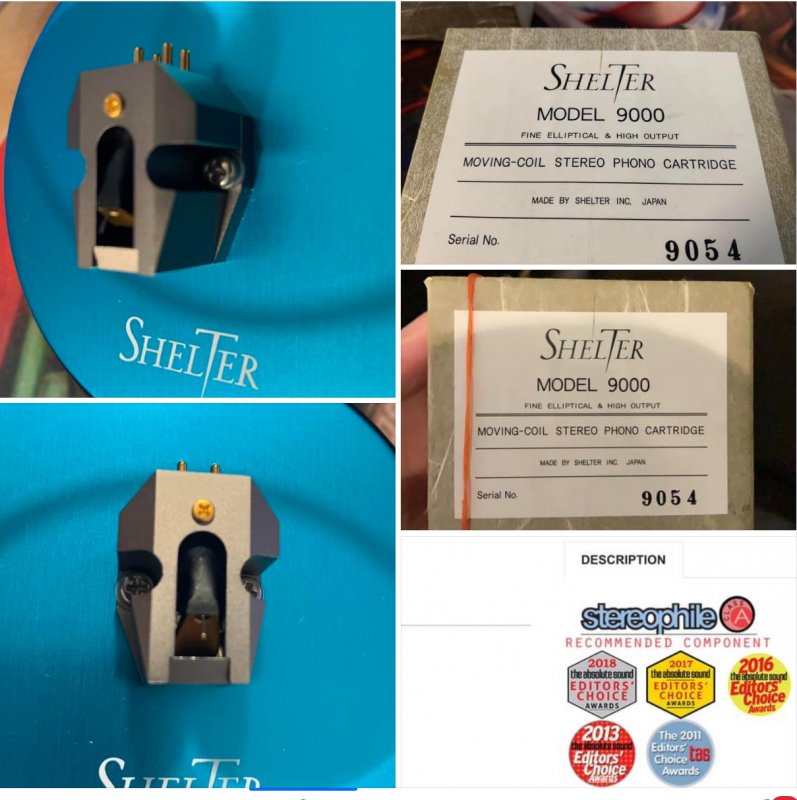 SHELTER
SHELTER
SHELTER
MODEL 9000
FINE ELLIPTICAL & HIGH OUTPUT
MOVING-COIL STEREO PHONO CARTRIDGE
MADE BY SHELTER INC. JAPAN
Serial No. 9054
SHELTER
MODEL 9000
FINE ELLIPTICAL & HIGH OUTPUT
MOVING-COIL STEREO PHONO CARTRIDGE
MADE BY SHELTER INC. JAPAN
Serial No. 9054
DESCRIPTION
stereophile CLASS A
RECOMMENDED COMPONENT
2018
the absolute sound
EDITORS'
CHOICE
AWARDS
2017
the absolute sound
EDITORS'
CHOICE
AWARDS
2016
the absolute sound
Editors'
Choice
Awards
2013
the absolute sound
Editors'
Choice
Awards
The 2011
Editors'
Choice tas
Awards